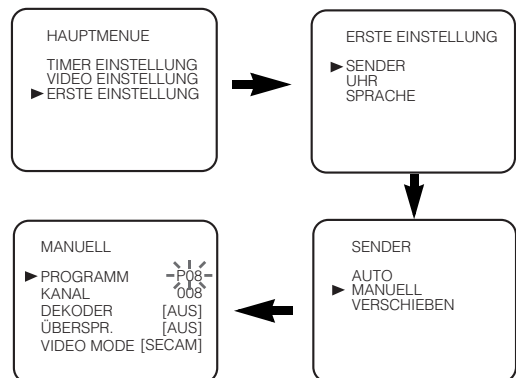 HAUPTMENUE
TIMER EINSTELLUNG
VIDEO EINSTELLUNG
ERSTE EINSTELLUNG
ERSTE EINSTELLUNG
SENDER
UHR
SPRACHE
SENDER
AUTO
MANUELL
VERSCHIEBEN
MANUELL
PROGRAMM P08
KANAL 008
DEKODER [AUS]
ÜBERSPR. [AUS]
VIDEO MODE [SECAM]